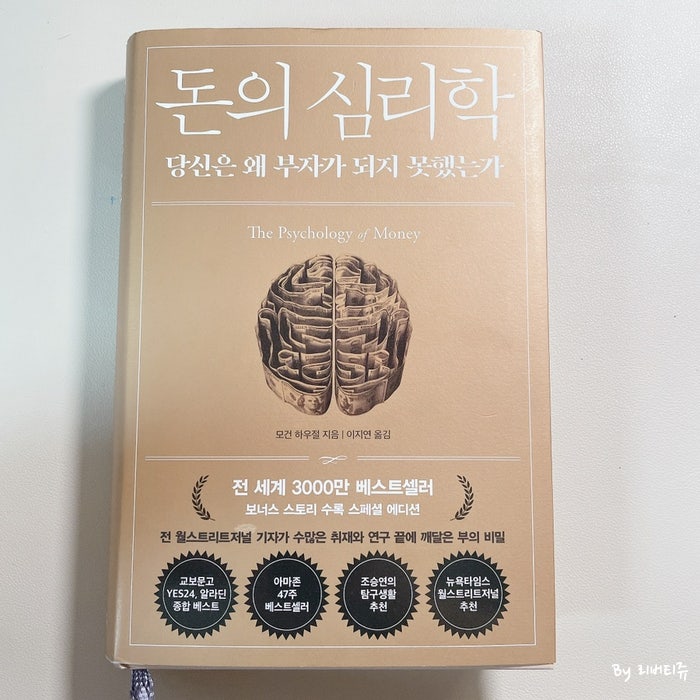 돈의 심리학
당신은 왜 부자가 되지 못했는가
The Psychology of Money
모건 하우절 지음 | 이지연 옮김
전 세계 3000만 베스트셀러
보너스 스토리 수록 스페셜 에디션
전 월스트리트저널 기자가 수많은 취재와 연구 끝에 깨달은 부의 비밀
교보문고
YES24, 알라딘
종합 베스트
아마존
47주
베스트셀러
조승연의
탐구생활
추천
뉴욕타임스
월스트리트저널
추천
By 리버티쥬